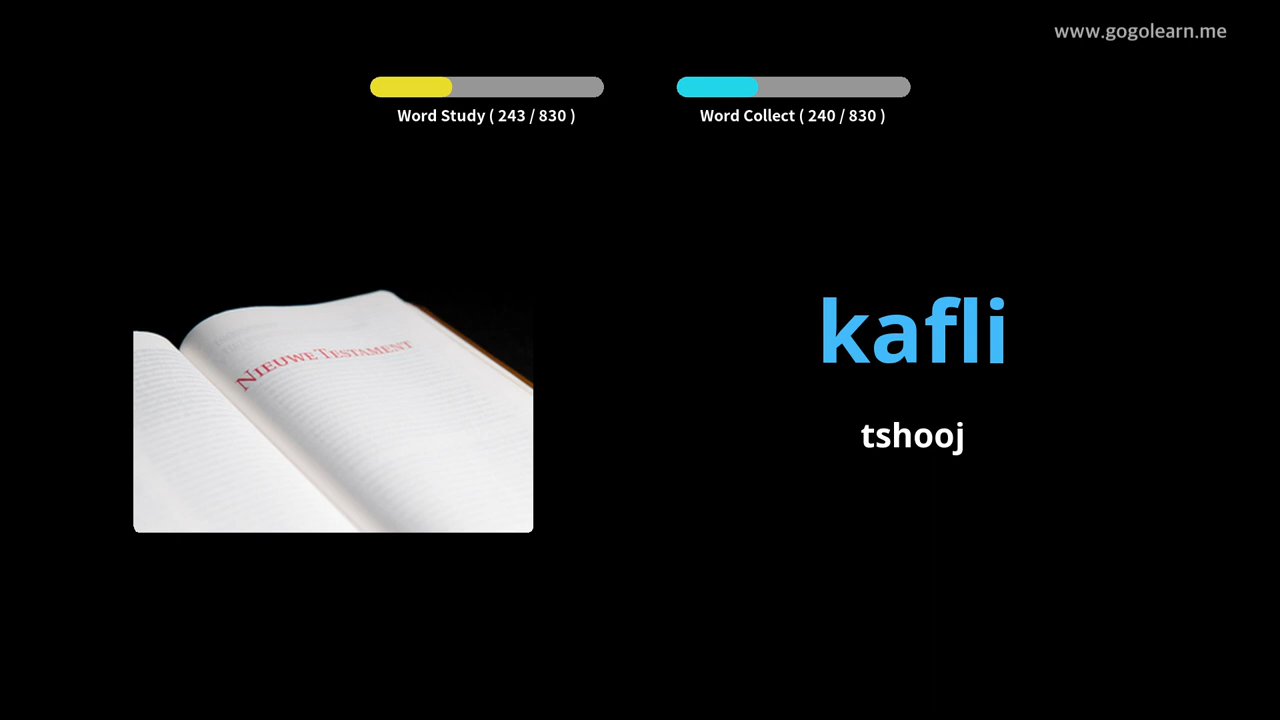 www.gogolearn.me
Word Study ( 243 / 830 )
Word Collect ( 240 / 830 )
NIEUWE TESTAMENT
kafli
tshooj